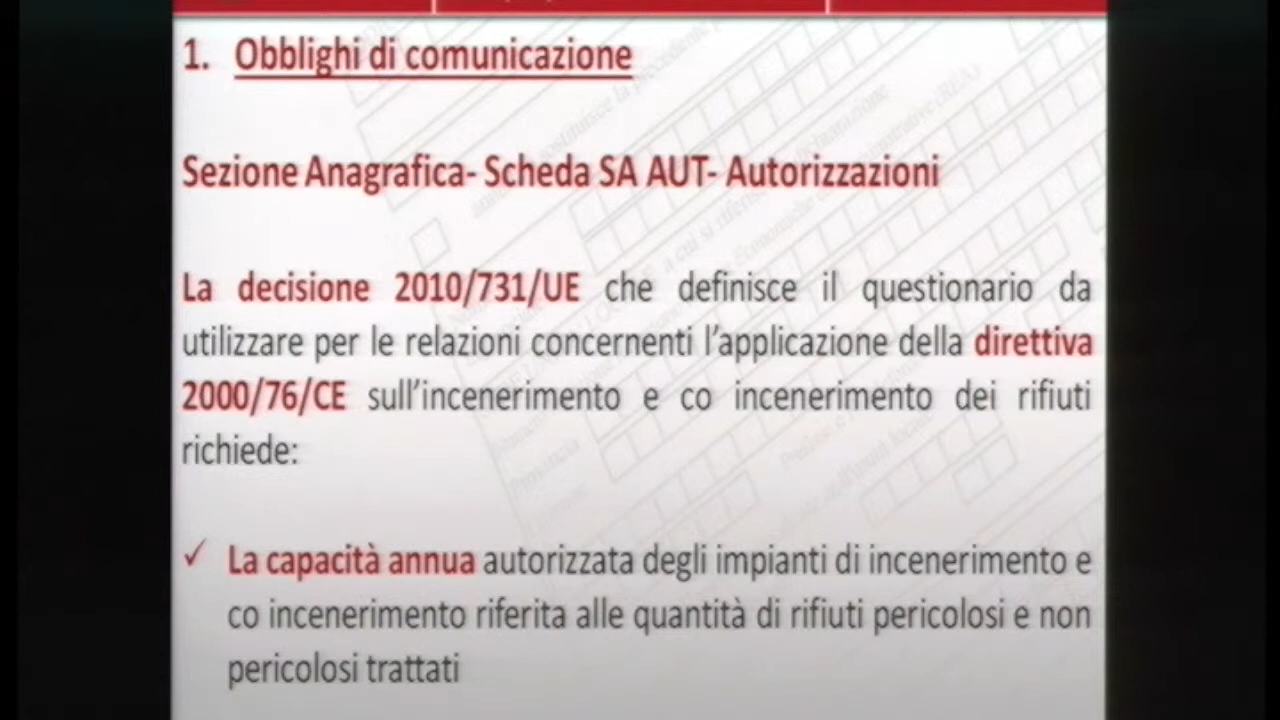 1. Obblighi di comunicazione
Sezione Anagrafica- Scheda SA AUT- Autorizzazioni
La decisione 2010/731/UE che definisce il questionario da
utilizzare per le relazioni concernenti l'applicazione della direttiva
2000/76/CE sull'incenerimento e co incenerimento dei rifiuti
richiede:
✓ La capacità annua autorizzata degli impianti di incenerimento e
co incenerimento riferita alle quantità di rifiuti pericolosi e non
pericolosi trattati